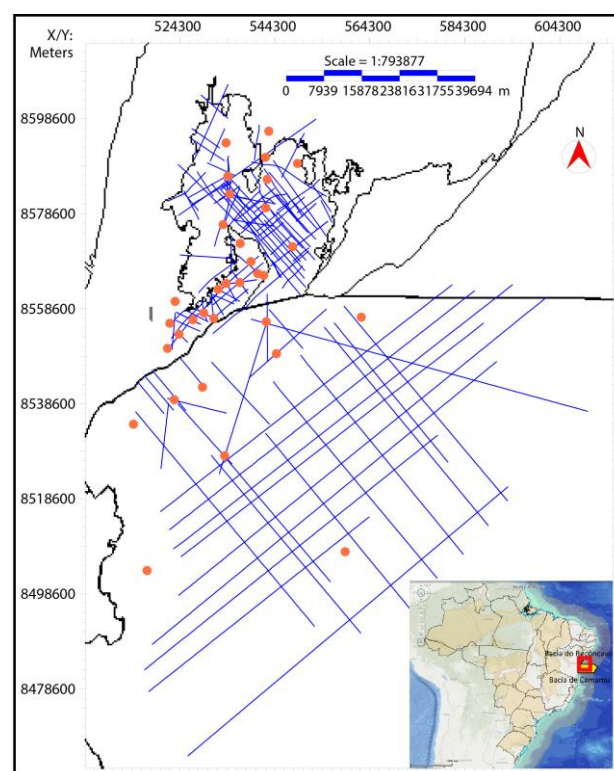 X/Y:
Meters
524300
544300
564300
584300
604300
Scale = 1:793877
0 7939 15878 23816 31755 39694 m
N
8598600
8578600
8558600
8538600
8518600
8498600
8478600
Bacia do Recôncavo
Bacia de Camamu